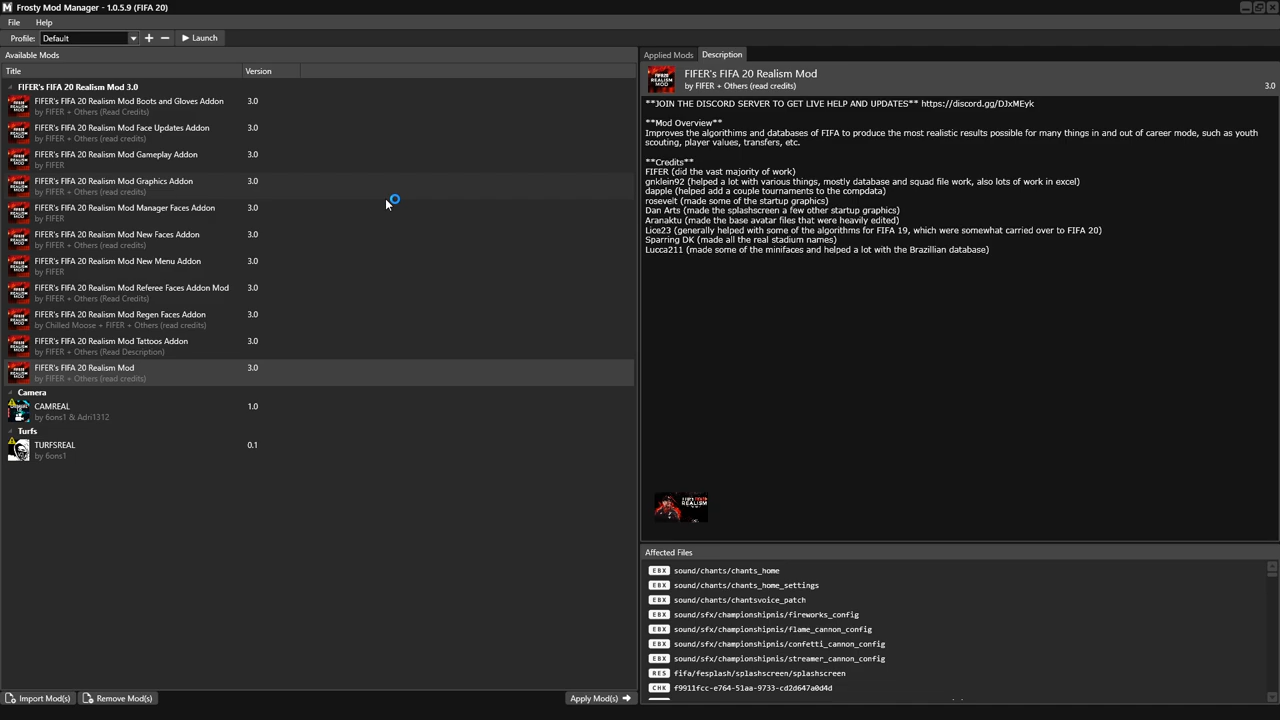 Frosty Mod Manager - 1.0.5.9 (FIFA 20)
File Help
Profile: Default Launch
Available Mods
Title Version
FIFER's FIFA 20 Realism Mod 3.0
FIFER's FIFA 20 Realism Mod Boots and Gloves Addon 3.0
by FIFER + Others (Read Credits)
FIFER's FIFA 20 Realism Mod Face Updates Addon 3.0
by FIFER + Others (read credits)
FIFER's FIFA 20 Realism Mod Gameplay Addon 3.0
by FIFER
FIFER's FIFA 20 Realism Mod Graphics Addon 3.0
by FIFER + Others (read credits)
FIFER's FIFA 20 Realism Mod Manager Faces Addon 3.0
by FIFER
FIFER's FIFA 20 Realism Mod New Faces Addon 3.0
by FIFER + Others (read credits)
FIFER's FIFA 20 Realism Mod New Menu Addon 3.0
by FIFER
FIFER's FIFA 20 Realism Mod Referee Faces Addon Mod 3.0
by FIFER + Others (Read Credits)
FIFER's FIFA 20 Realism Mod Regen Faces Addon 3.0
by Chilled Moose + FIFER + Others (read credits)
FIFER's FIFA 20 Realism Mod Tattoos Addon 3.0
by FIFER + Others (Read Description)
FIFER's FIFA 20 Realism Mod 3.0
by FIFER + Others (read credits)
Camera
CAMREAL 1.0
by 6ons1 & Adri1312
Turfs
TURFSREAL 0.1
by 6ons1
Import Mod(s) Remove Mod(s) Apply Mod(s)
Applied Mods Description
FIFER's FIFA 20 Realism Mod
by FIFER + Others (read credits) 3.0
**JOIN THE DISCORD SERVER TO GET LIVE HELP AND UPDATES** https://discord.gg/DJxMEyk
**Mod Overview**
Improves the algorithims and databases of FIFA to produce the most realistic results possible for many things in and out of career mode, such as youth
scouting, player values, transfers, etc.
**Credits**
FIFER (did the vast majority of work)
gnklein92 (helped a lot with various things, mostly database and squad file work, also lots of work in excel)
dapple (helped add a couple tournaments to the compdata)
rosevelt (made some of the startup graphics)
Dan Arts (made the splashscreen a few other startup graphics)
Aranaktu (made the base avatar files that were heavily edited)
Lice23 (generally helped with some of the algorithms for FIFA 19, which were somewhat carried over to FIFA 20)
Sparring DK (made all the real stadium names)
Lucca211 (made some of the minifaces and helped a lot with the Brazillian database)
REALISM
Affected Files
EBX sound/chants/chants_home
EBX sound/chants/chants_home_settings
EBX sound/chants/chantsvoice_patch
EBX sound/sfx/championshipnis/fireworks_config
EBX sound/sfx/championshipnis/flame_cannon_config
EBX sound/sfx/championshipnis/confetti_cannon_config
EBX sound/sfx/championshipnis/streamer_cannon_config
RES fifa/fesplash/splashscreen/splashscreen
CHK f9911fcc-e764-51aa-9733-cd2d647a0d4d